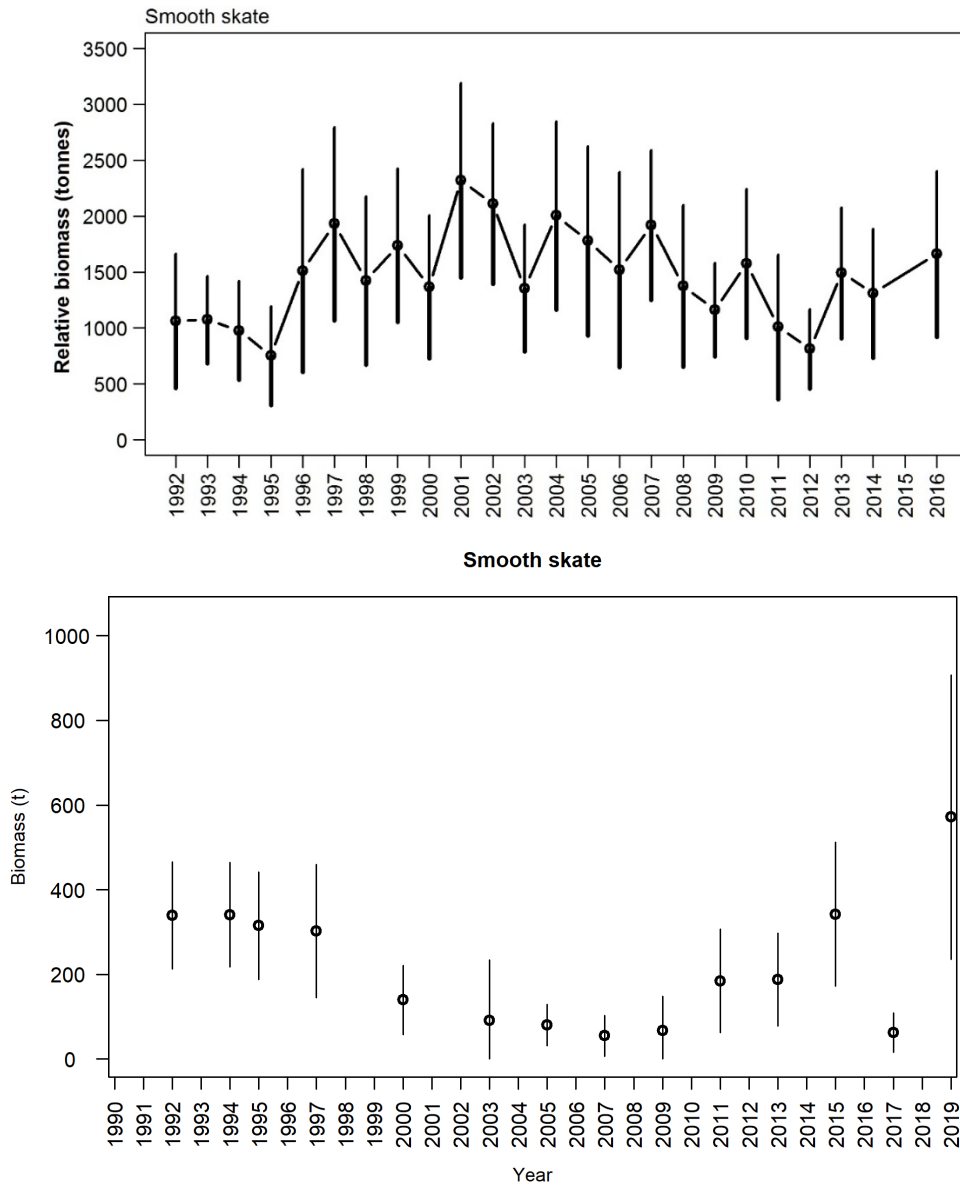 Smooth skate
Relative biomass (tonnes)
3500
3000
2500
2000
1500
1000
500
0
1992 1993 1994 1995 1996 1997 1998 1999 2000 2001 2002 2003 2004 2005 2006 2007 2008 2009 2010 2011 2012 2013 2014 2015 2016
Smooth skate
Biomass (t)
1000
800
600
400
200
0
1990 1991 1992 1993 1994 1995 1996 1997 1998 1999 2000 2001 2002 2003 2004 2005 2006 2007 2008 2009 2010 2011 2012 2013 2014 2015 2016 2017 2018 2019
Year